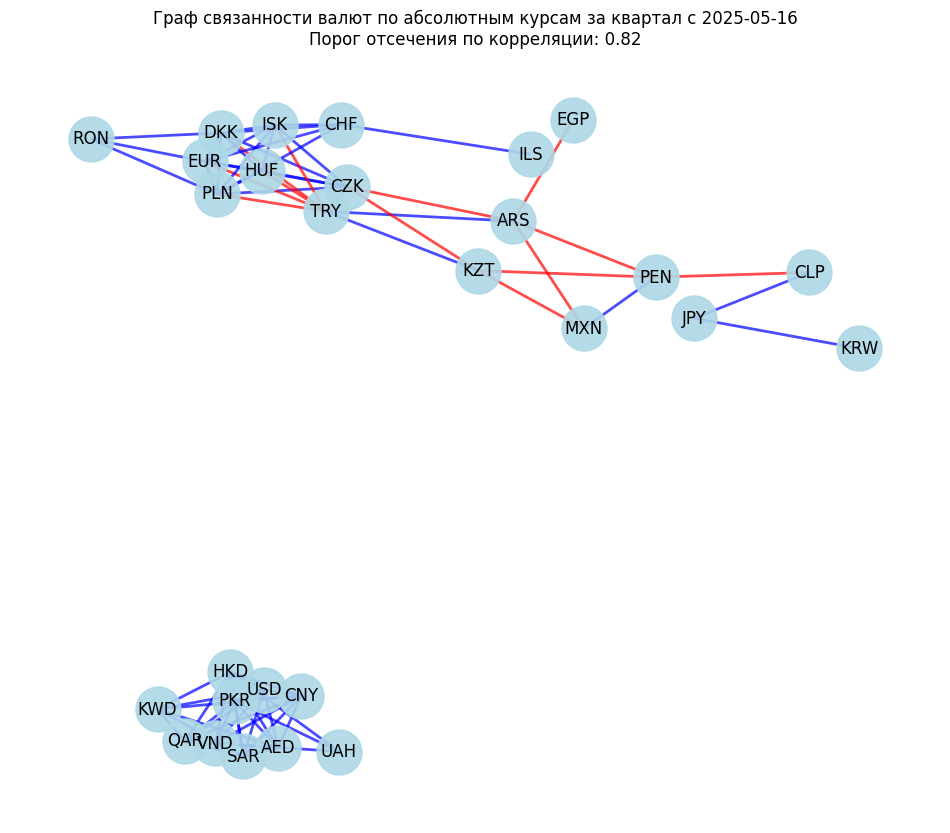 Граф связанности валют по абсолютным курсам за квартал с 2025-05-16
Порог отсечения по корреляции: 0.82
EGP
ISK
CHF
DKK
RON
ILS
EUR
HUF
CZK
PLN
TRY
ARS
KZT
CLP
PEN
JPY
MXN
KRW
HKD
USD
CNY
PKR
KWD
QAR
VND
AED
UAH
SAR